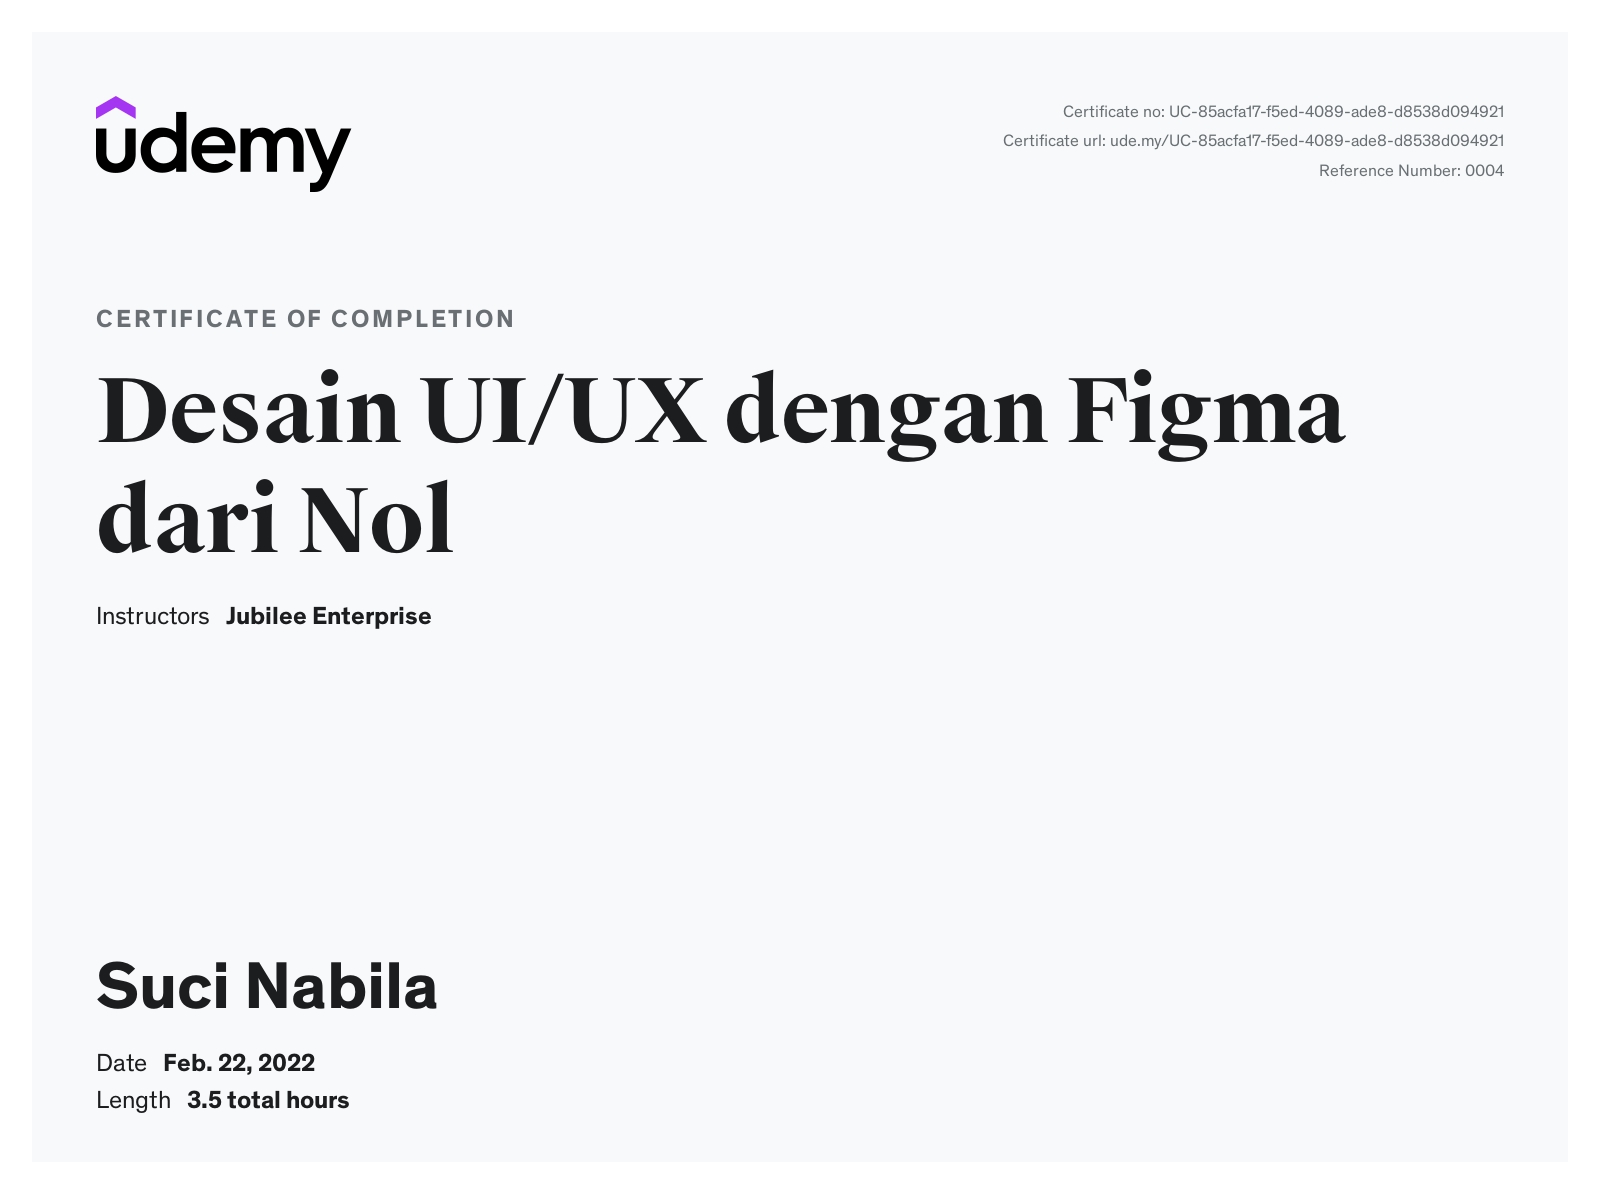 udemy
Certificate no: UC-85acfa17-f5ed-4089-ade8-d8538d094921
Certificate url: ude.my/UC-85acfa17-f5ed-4089-ade8-d8538d094921
Reference Number: 0004
CERTIFICATE OF COMPLETION
Desain UI/UX dengan Figma
dari Nol
Instructors Jubilee Enterprise
Suci Nabila
Date Feb. 22, 2022
Length 3.5 total hours